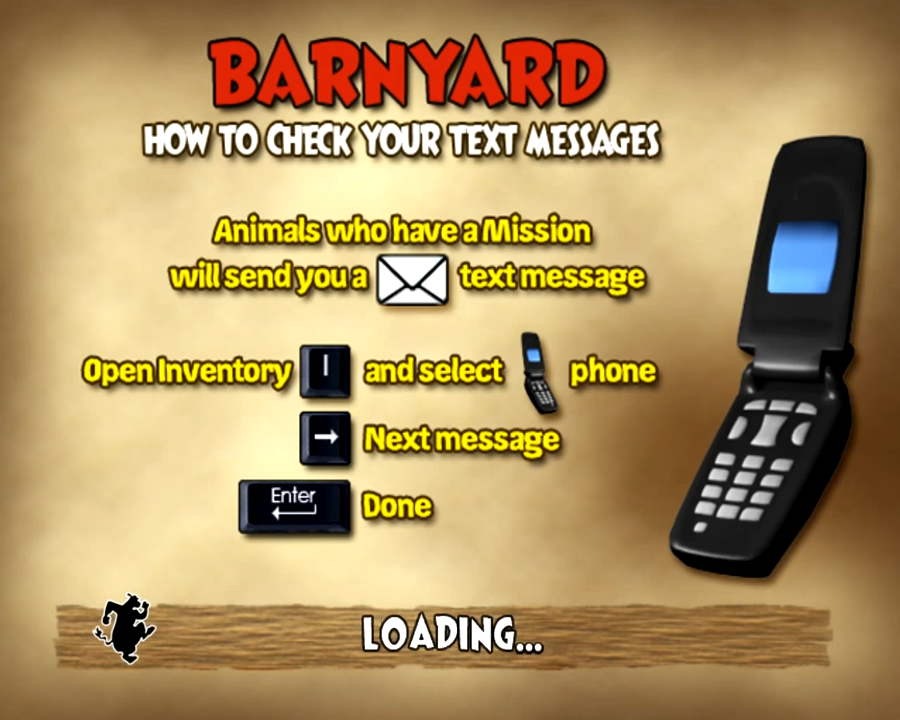 BARNYARD
HOW TO CHECK YOUR TEXT MESSAGES
Animals who have a Mission
will send you a text message
Open Inventory I and select phone
→ Next message
Enter Done
LOADING...